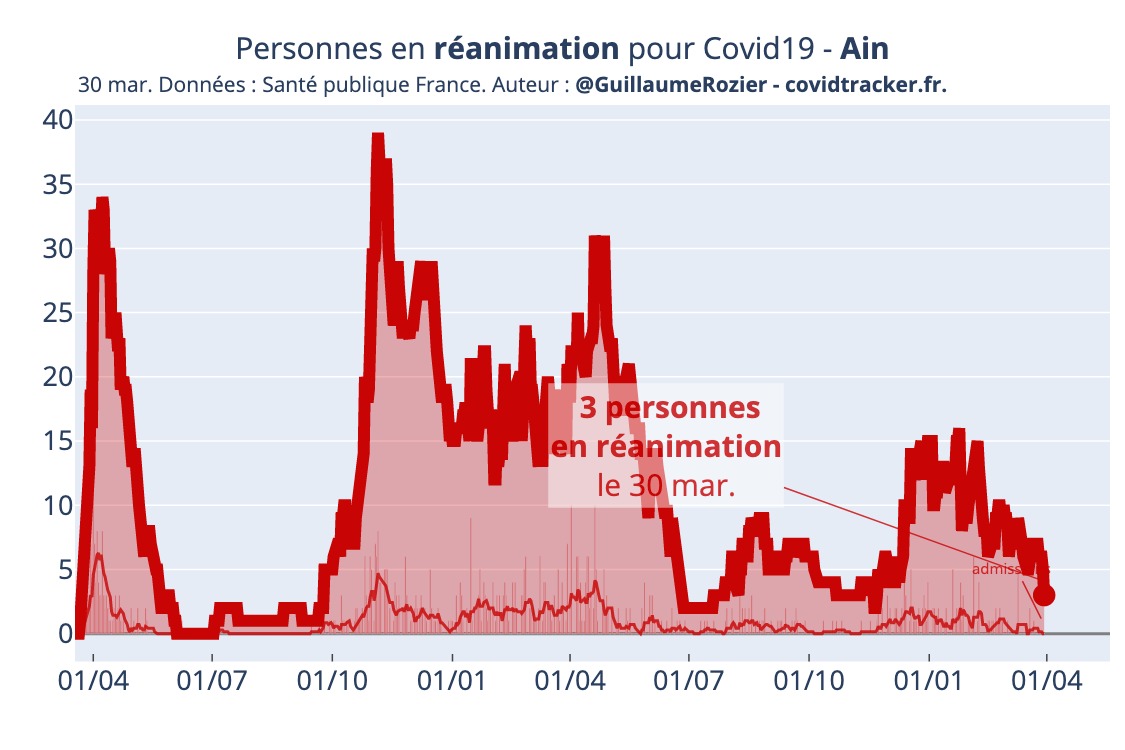 Personnes en réanimation pour Covid19 - Ain
30 mar. Données : Santé publique France. Auteur : @GuillaumeRozier - covidtracker.fr.
40
35
30
25
20
15
10
5
0
3 personnes
en réanimation
le 30 mar.
admissions
01/04 01/07 01/10 01/01 01/04 01/07 01/10 01/01 01/04